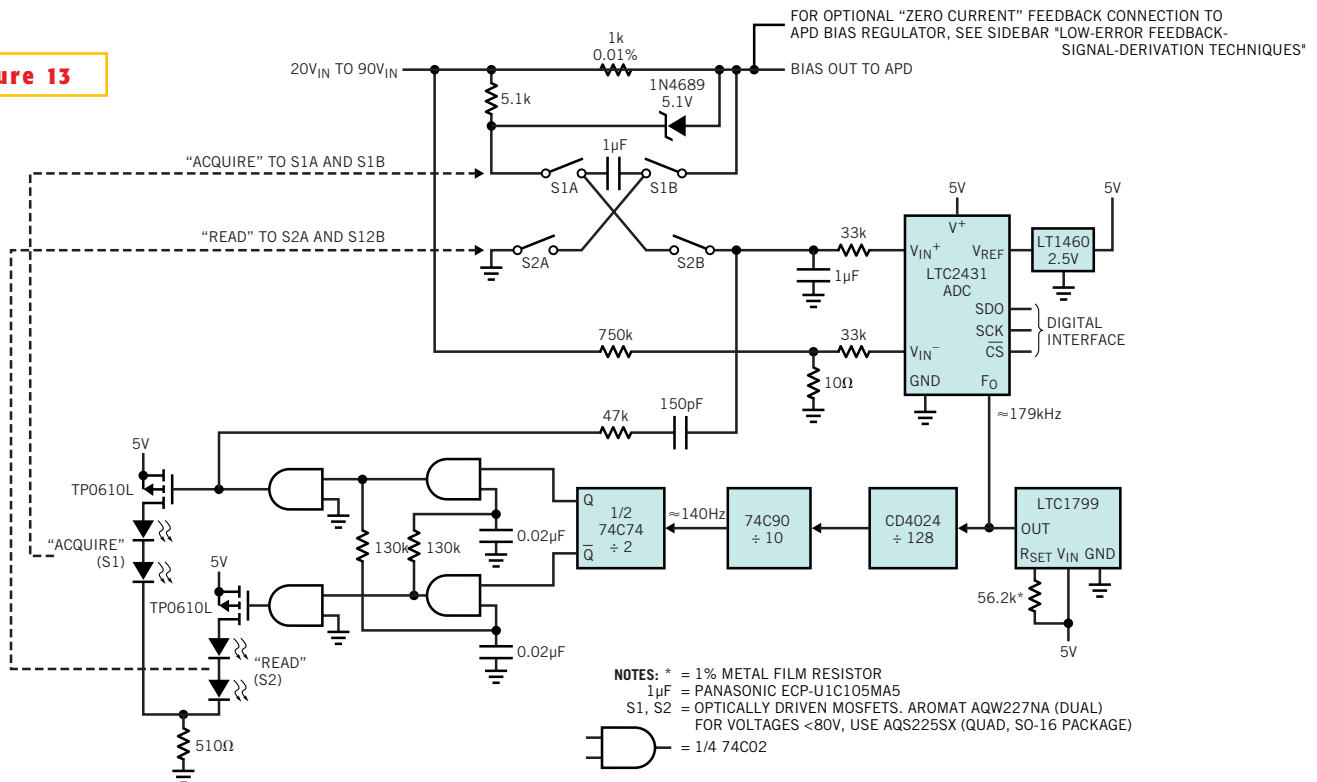 FOR OPTIONAL “ZERO CURRENT” FEEDBACK CONNECTION TO
APD BIAS REGULATOR, SEE SIDEBAR "LOW-ERROR FEEDBACK-
SIGNAL-DERIVATION TECHNIQUES"
ure 13
1k
0.01%
20VIN TO 90VIN
BIAS OUT TO APD
1N4689
5.1V
5.1k
1µF
“ACQUIRE” TO S1A AND S1B
S1A
S1B
5V
5V
“READ” TO S2A AND S12B
S2A
S2B
33k
1µF
V+
VIN+
VREF
LTC2431
ADC
LT1460
2.5V
SDO
SCK
CS
DIGITAL
INTERFACE
750k
33k
VIN–
10Ω
GND
FO
≈179kHz
47k
150pF
5V
TP0610L
“ACQUIRE”
(S1)
130k
130k
0.02µF
Q
1/2
74C74
÷ 2
Q
≈140Hz
74C90
÷ 10
CD4024
÷ 128
LTC1799
OUT
RSET VIN GND
56.2k*
5V
5V
TP0610L
“READ”
(S2)
0.02µF
510Ω
NOTES: * = 1% METAL FILM RESISTOR
1µF = PANASONIC ECP-U1C105MA5
S1, S2 = OPTICALLY DRIVEN MOSFETS. AROMAT AQW227NA (DUAL)
FOR VOLTAGES <80V, USE AQS225SX (QUAD, SO-16 PACKAGE)
= 1/4 74C02